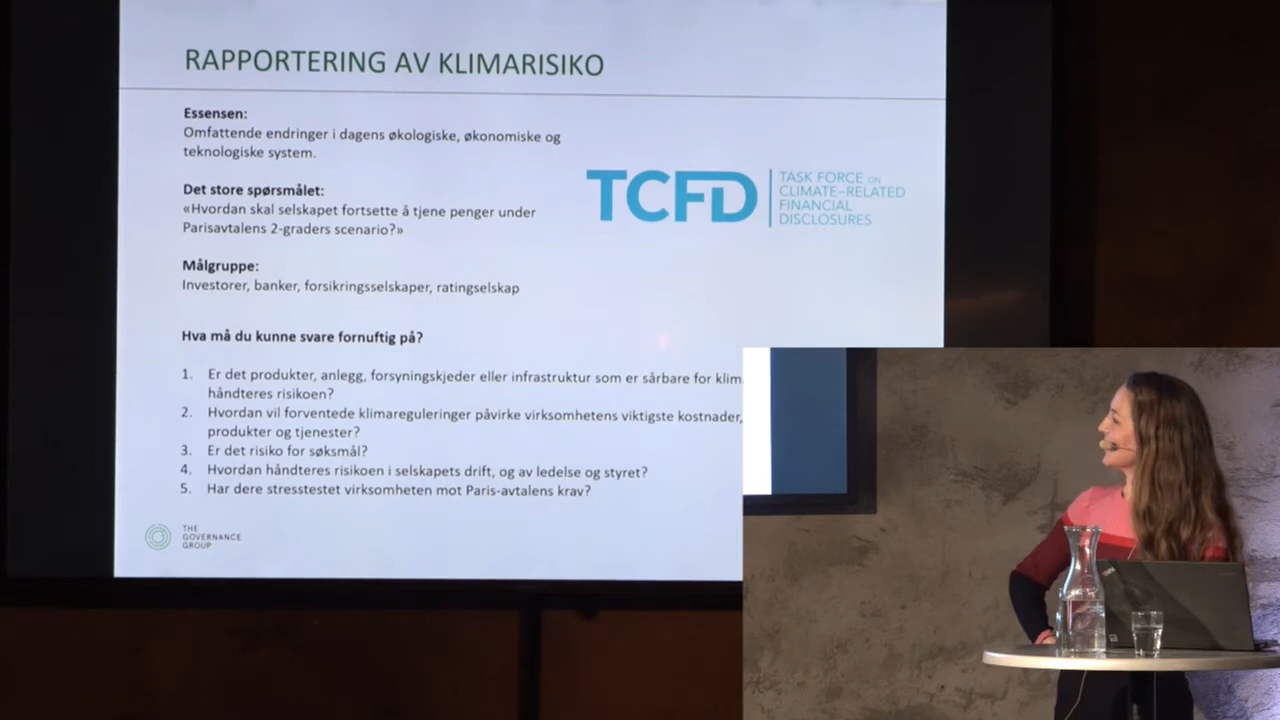 RAPPORTERING AV KLIMARISIKO
Essensen:
Omfattende endringer i dagens økologiske, økonomiske og
teknologiske system.
Det store spørsmålet:
«Hvordan skal selskapet fortsette å tjene penger under
Parisavtalens 2-graders scenario?»
Målgruppe:
Investorer, banker, forsikringsselskaper, ratingselskap
TCFD
TASK FORCE ON
CLIMATE-RELATED
FINANCIAL
DISCLOSURES
Hva må du kunne svare fornuftig på?
1. Er det produkter, anlegg, forsyningskjeder eller infrastruktur som er sårbare for klim
håndteres risikoen?
2. Hvordan vil forventede klimareguleringer påvirke virksomhetens viktigste kostnader,
produkter og tjenester?
3. Er det risiko for søksmål?
4. Hvordan håndteres risikoen i selskapets drift, og av ledelse og styret?
5. Har dere stresstestet virksomheten mot Paris-avtalens krav?
THE
GOVERNANCE
GROUP